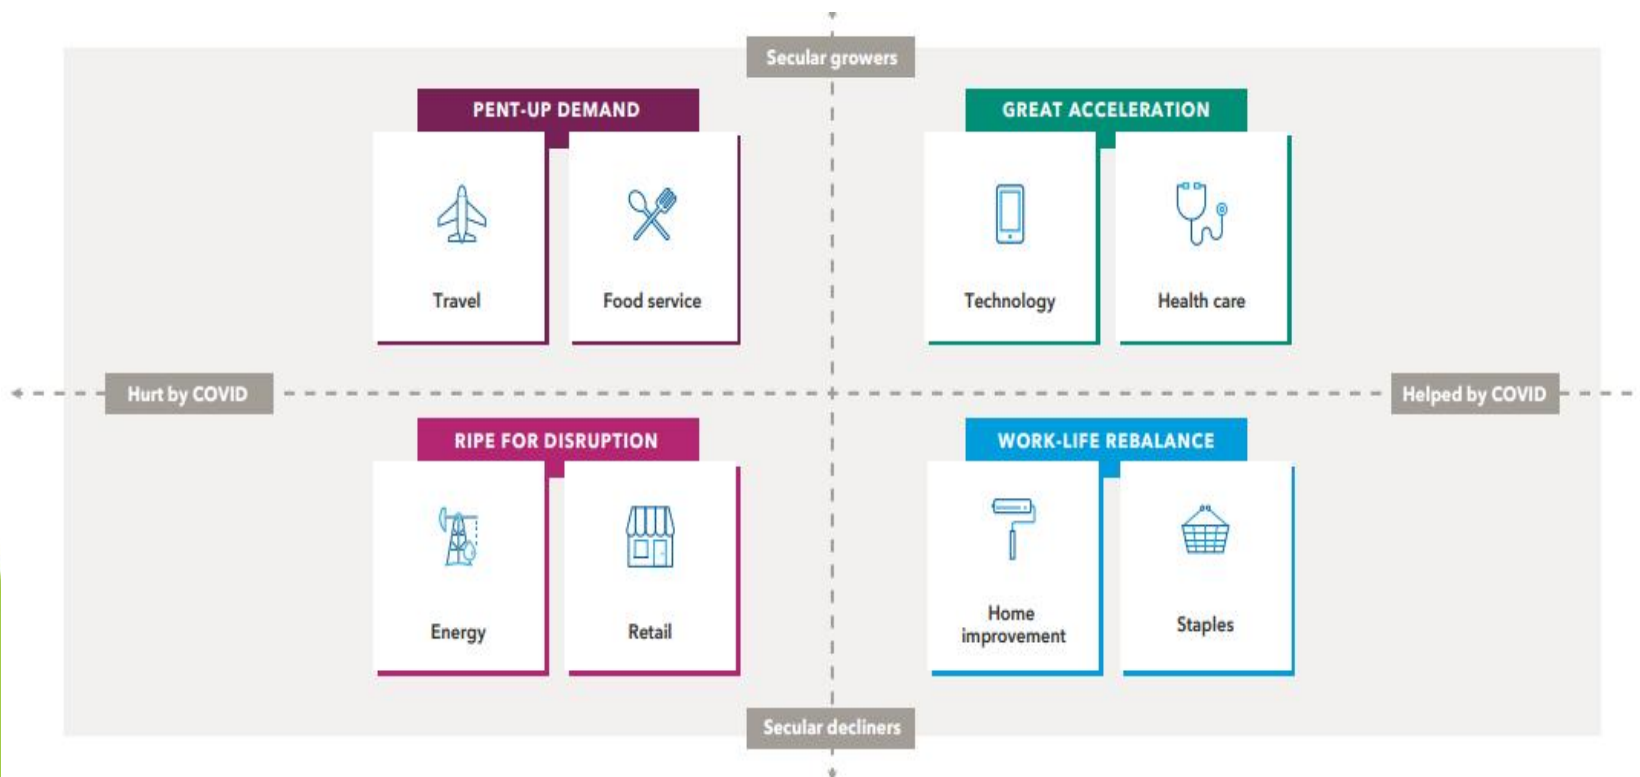 Secular growers
PENT-UP DEMAND
GREAT ACCELERATION
Travel
Food service
Technology
Health care
Hurt by COVID
Helped by COVID
RIPE FOR DISRUPTION
WORK-LIFE REBALANCE
Energy
Retail
Home
improvement
Staples
Secular decliners